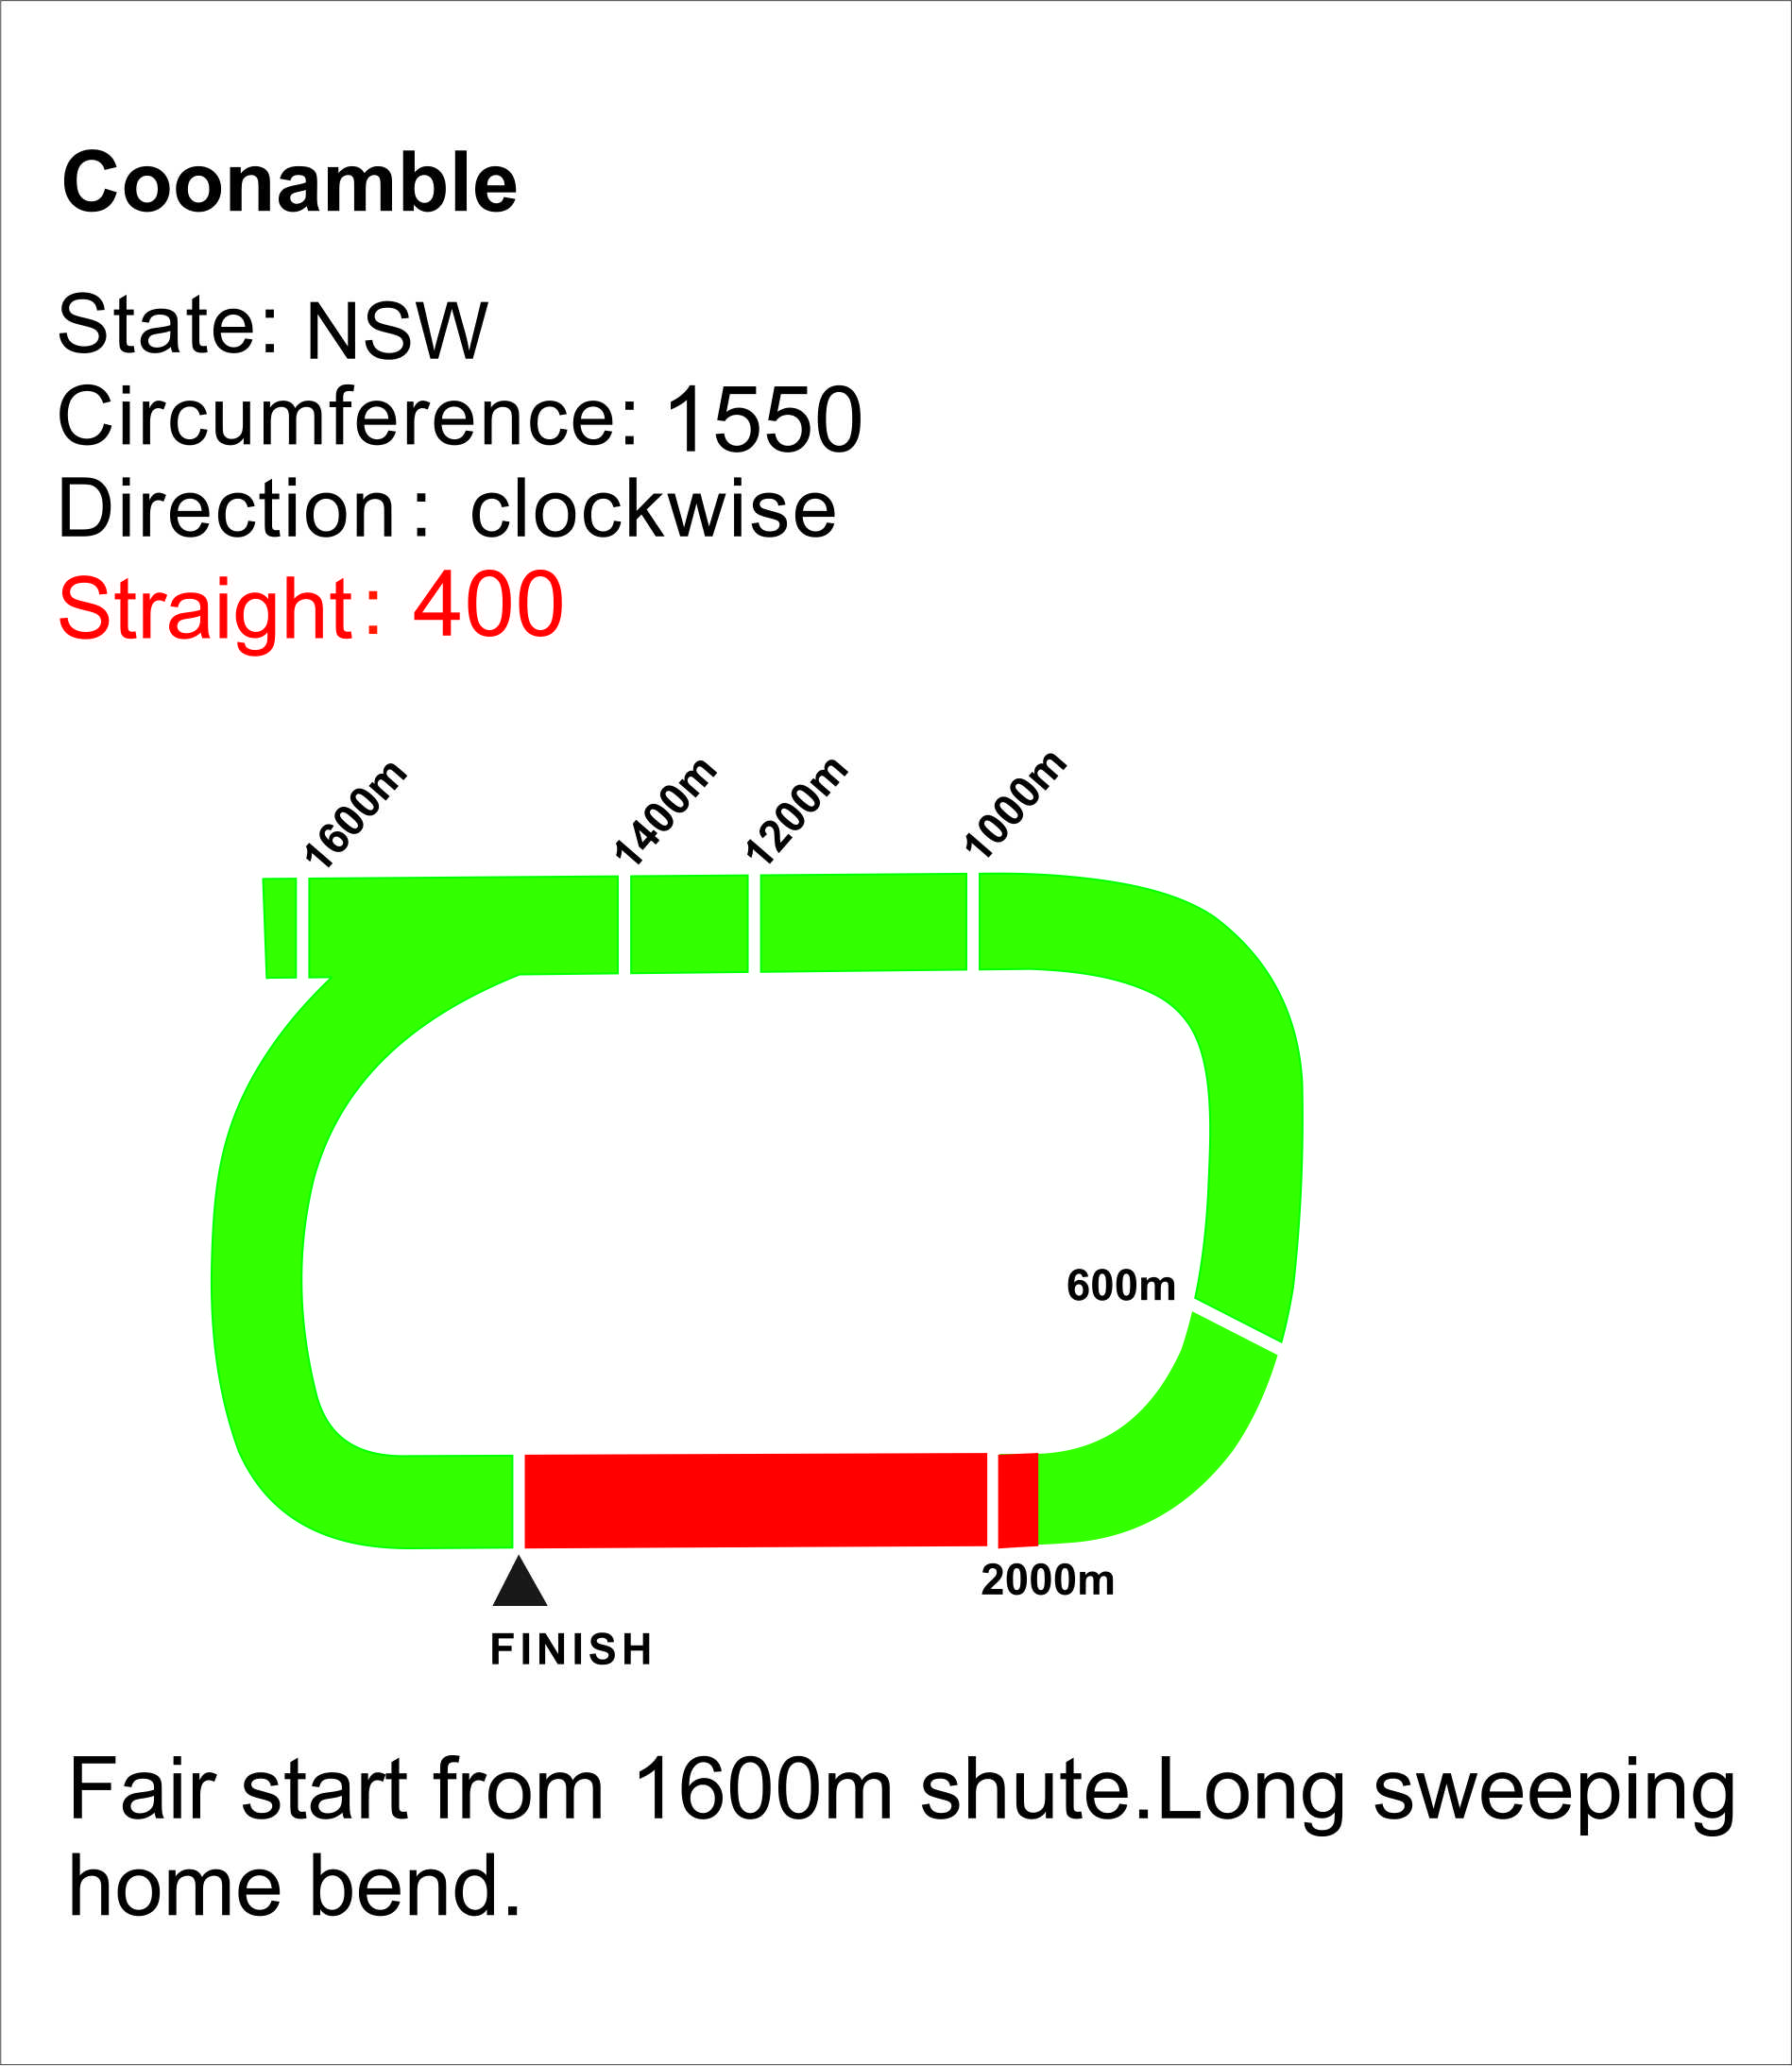 Coonamble
State: NSW
Circumference: 1550
Direction: clockwise
Straight: 400
1600m
1400m
1200m
1000m
600m
2000m
FINISH
Fair start from 1600m shute.Long sweeping
home bend.